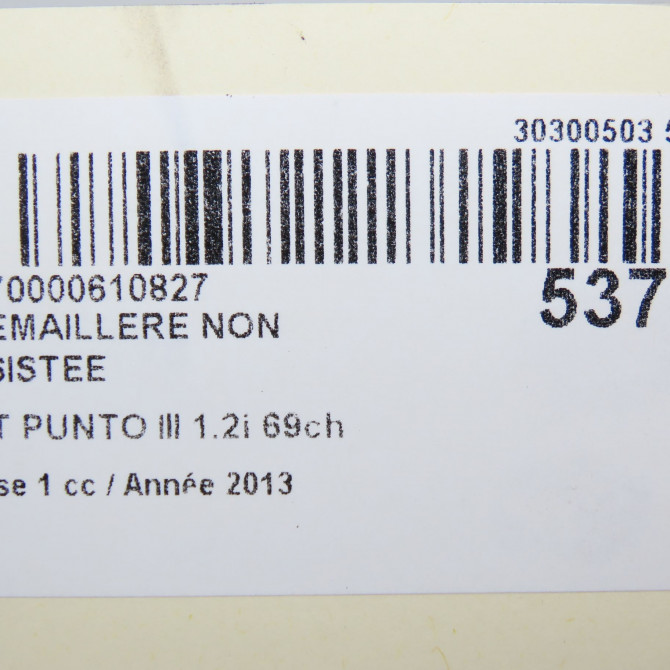 30300503 5
70000610827
537
EMAILLERE NON
SISTEE
T PUNTO III 1.2i 69ch
se 1 cc / Année 2013